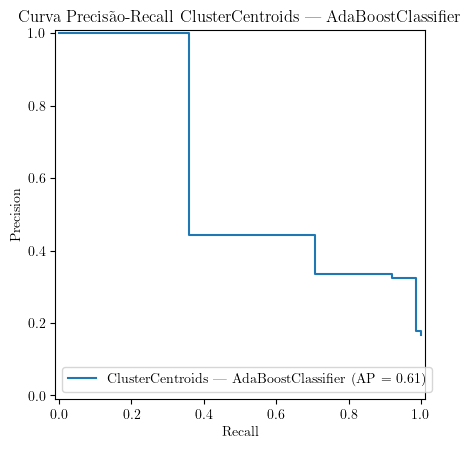 Curva Precisão-Recall ClusterCentroids — AdaBoostClassifier
1.0
0.8
0.6
0.4
0.2
0.0
Precision
ClusterCentroids — AdaBoostClassifier (AP = 0.61)
0.0 0.2 0.4 0.6 0.8 1.0
Recall